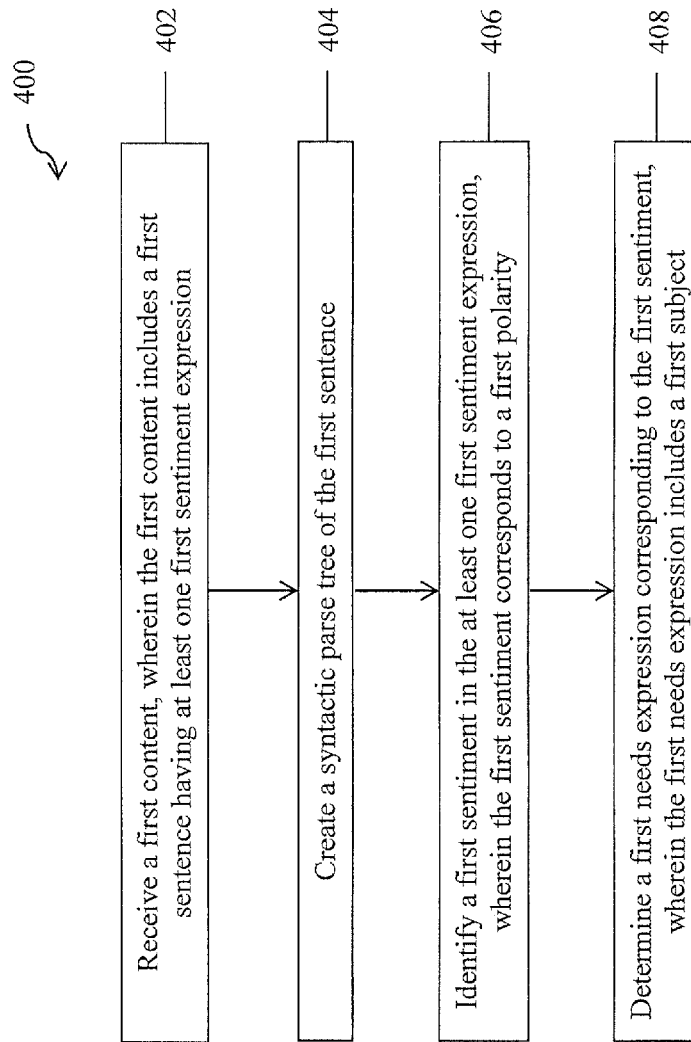 400
Receive a first content, wherein the first content includes a first
sentence having at least one first sentiment expression
402
Create a syntactic parse tree of the first sentence
404
Identify a first sentiment in the at least one first sentiment expression,
wherein the first sentiment corresponds to a first polarity
406
Determine a first needs expression corresponding to the first sentiment,
wherein the first needs expression includes a first subject
408